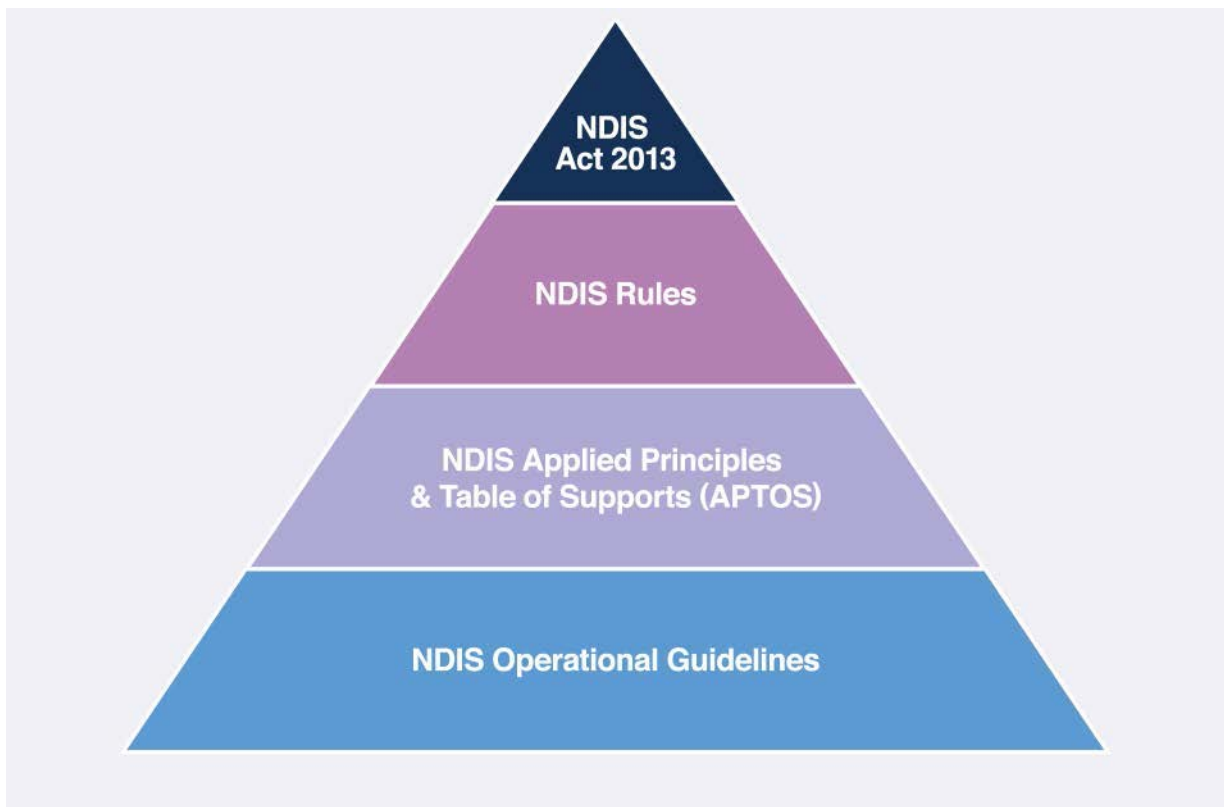 NDIS
Act 2013
NDIS Rules
NDIS Applied Principles
& Table of Supports (APTOS)
NDIS Operational Guidelines